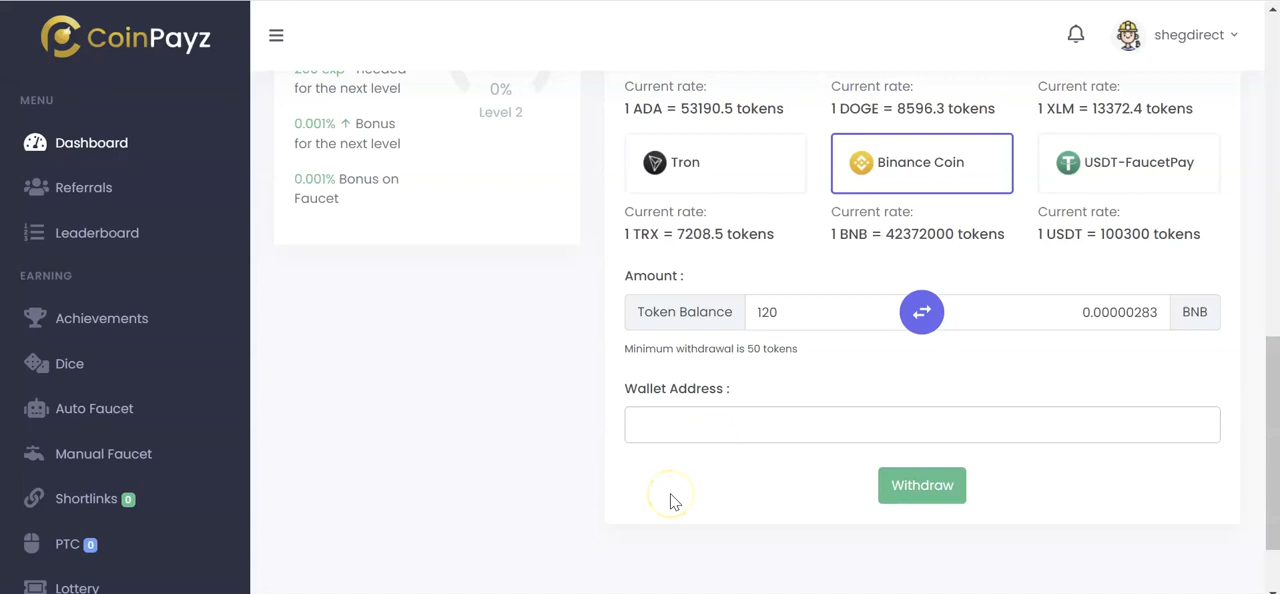 CoinPayz
shegdirect
MENU
Dashboard
Referrals
Leaderboard
EARNING
Achievements
Dice
Auto Faucet
Manual Faucet
Shortlinks 0
PTC 0
Lottery
for the next level
0.001% ↑ Bonus
for the next level
0.001% Bonus on
Faucet
0%
Level 2
Current rate:
1 ADA = 53190.5 tokens
Current rate:
1 DOGE = 8596.3 tokens
Current rate:
1 XLM = 13372.4 tokens
Tron
Binance Coin
USDT-FaucetPay
Current rate:
1 TRX = 7208.5 tokens
Current rate:
1 BNB = 42372000 tokens
Current rate:
1 USDT = 100300 tokens
Amount :
Token Balance 120 0.00000283 BNB
Minimum withdrawal is 50 tokens
Wallet Address :
Withdraw